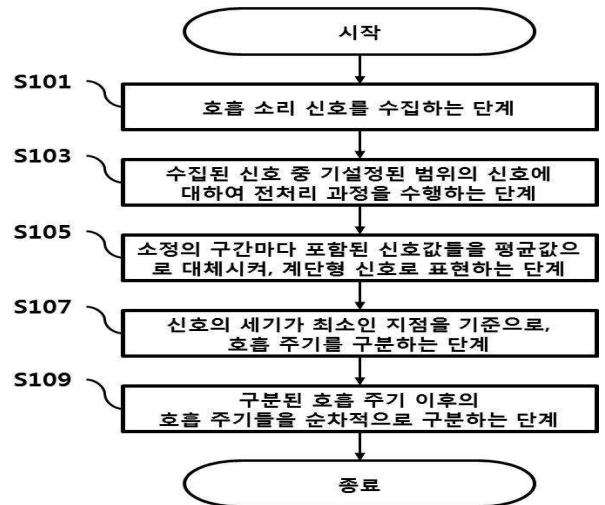 시작
S101
호흡 소리 신호를 수집하는 단계
S103
수집된 신호 중 기설정된 범위의 신호에
대하여 전처리 과정을 수행하는 단계
S105
소정의 구간마다 포함된 신호값들을 평균값으
로 대체시켜, 계단형 신호로 표현하는 단계
S107
신호의 세기가 최소인 지점을 기준으로,
호흡 주기를 구분하는 단계
S109
구분된 호흡 주기 이후의
호흡 주기들을 순차적으로 구분하는 단계
종료